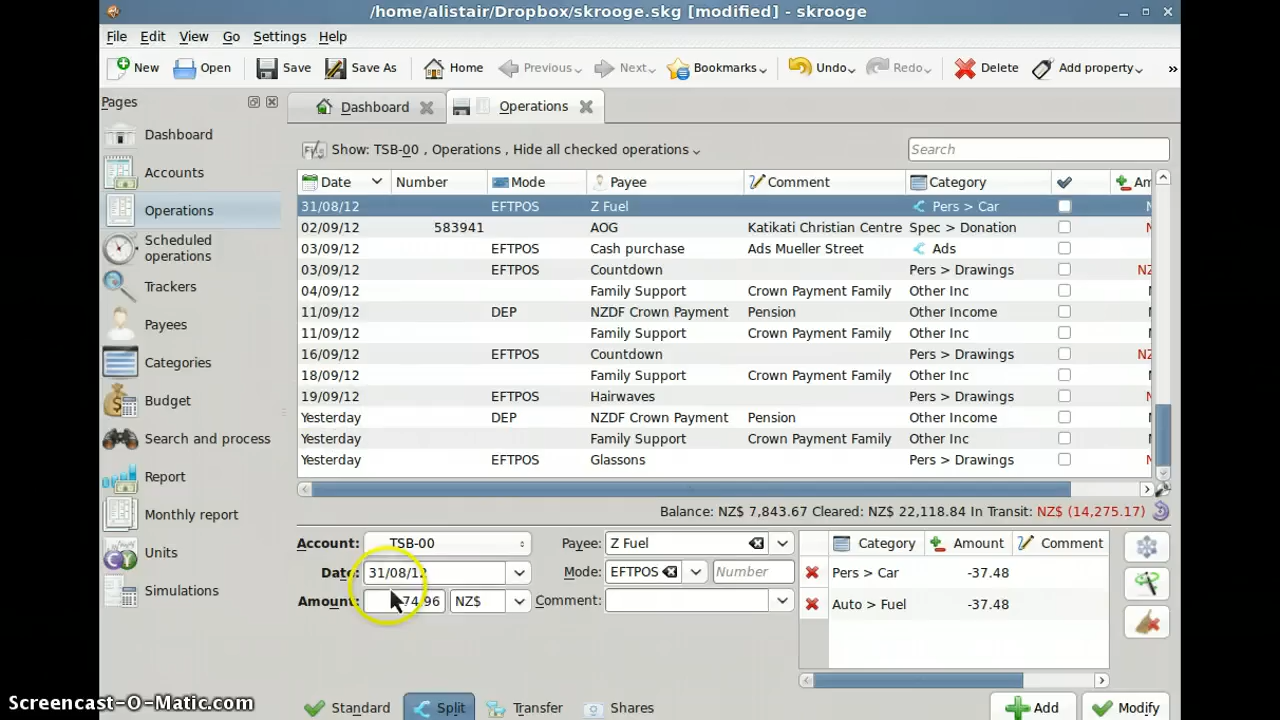 /home/alistair/Dropbox/skrooge.skg [modified] - skrooge
File Edit View Go Settings Help
New Open Save Save As Home Previous Next Bookmarks Undo Redo Delete Add property »
Pages
Dashboard
Accounts
Operations
Scheduled
operations
Trackers
Payees
Categories
Budget
Search and process
Report
Monthly report
Units
Simulations
Dashboard Operations
Show: TSB-00 , Operations , Hide all checked operations Search
Date Number Mode Payee Comment Category Am
31/08/12 EFTPOS Z Fuel Pers > Car
02/09/12 583941 AOG Katikati Christian Centre Spec > Donation
03/09/12 EFTPOS Cash purchase Ads Mueller Street Ads
03/09/12 EFTPOS Countdown Pers > Drawings NZ
04/09/12 Family Support Crown Payment Family Other Inc
11/09/12 DEP NZDF Crown Payment Pension Other Income
11/09/12 Family Support Crown Payment Family Other Inc
16/09/12 EFTPOS Countdown Pers > Drawings NZ
18/09/12 Family Support Crown Payment Family Other Inc
19/09/12 EFTPOS Hairwaves Pers > Drawings
Yesterday DEP NZDF Crown Payment Pension Other Income
Yesterday Family Support Crown Payment Family Other Inc
Yesterday EFTPOS Glassons Pers > Drawings
Balance: NZ$ 7,843.67 Cleared: NZ$ 22,118.84 In Transit: NZ$ (14,275.17)
Account: TSB-00 Payee: Z Fuel
Date: 31/08/12 Mode: EFTPOS Number
Amount: 74.96 NZ$ Comment:
Category Amount Comment
Pers > Car -37.48
Auto > Fuel -37.48
Standard Split Transfer Shares Add Modify
Screencast-O-Matic.com